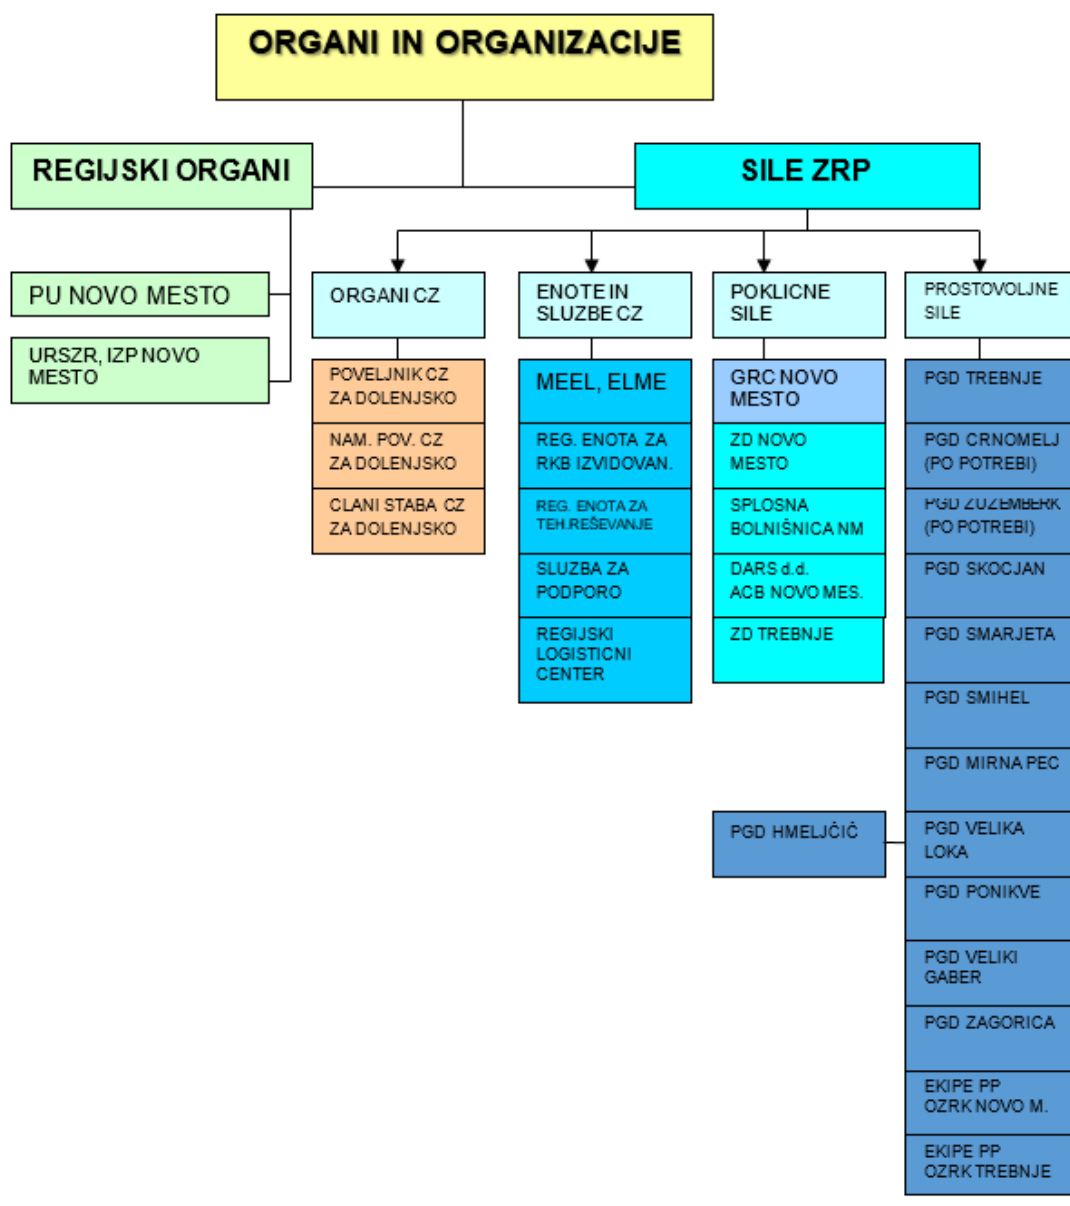 ORGANI IN ORGANIZACIJE
REGIJSKI ORGANI
SILE ZRP
PU NOVO MESTO
URSZR, IZP NOVO
MESTO
ORGANI CZ
POVELJNIK CZ
ZA DOLENJSKO
NAM. POV. CZ
ZA DOLENJSKO
CLANI STABA CZ
ZA DOLENJSKO
ENOTE IN
SLUZBE CZ
MEEL, ELME
REG. ENOTA ZA
RKB IZVIDOVAN.
REG. ENOTA ZA
TEH.REŠEVANJE
SLUZBA ZA
PODPORO
REGIJSKI
LOGISTICNI
CENTER
POKLICNE
SILE
GRC NOVO
MESTO
ZD NOVO
MESTO
SPLOSNA
BOLNIŠNICA NM
DARS d.d.
ACB NOVO MES.
ZD TREBNJE
PROSTOVOLJNE
SILE
PGD TREBNJE
PGD CRNOMELJ
(PO POTREBI)
PGD ZUZEMBERK
(PO POTREBI)
PGD SKOCJAN
PGD SMARJETA
PGD SMIHEL
PGD MIRNA PEC
PGD HMELJČIČ
PGD VELIKA
LOKA
PGD PONIKVE
PGD VELIKI
GABER
PGD ZAGORICA
EKIPE PP
OZRK NOVO M.
EKIPE PP
OZRK TREBNJE